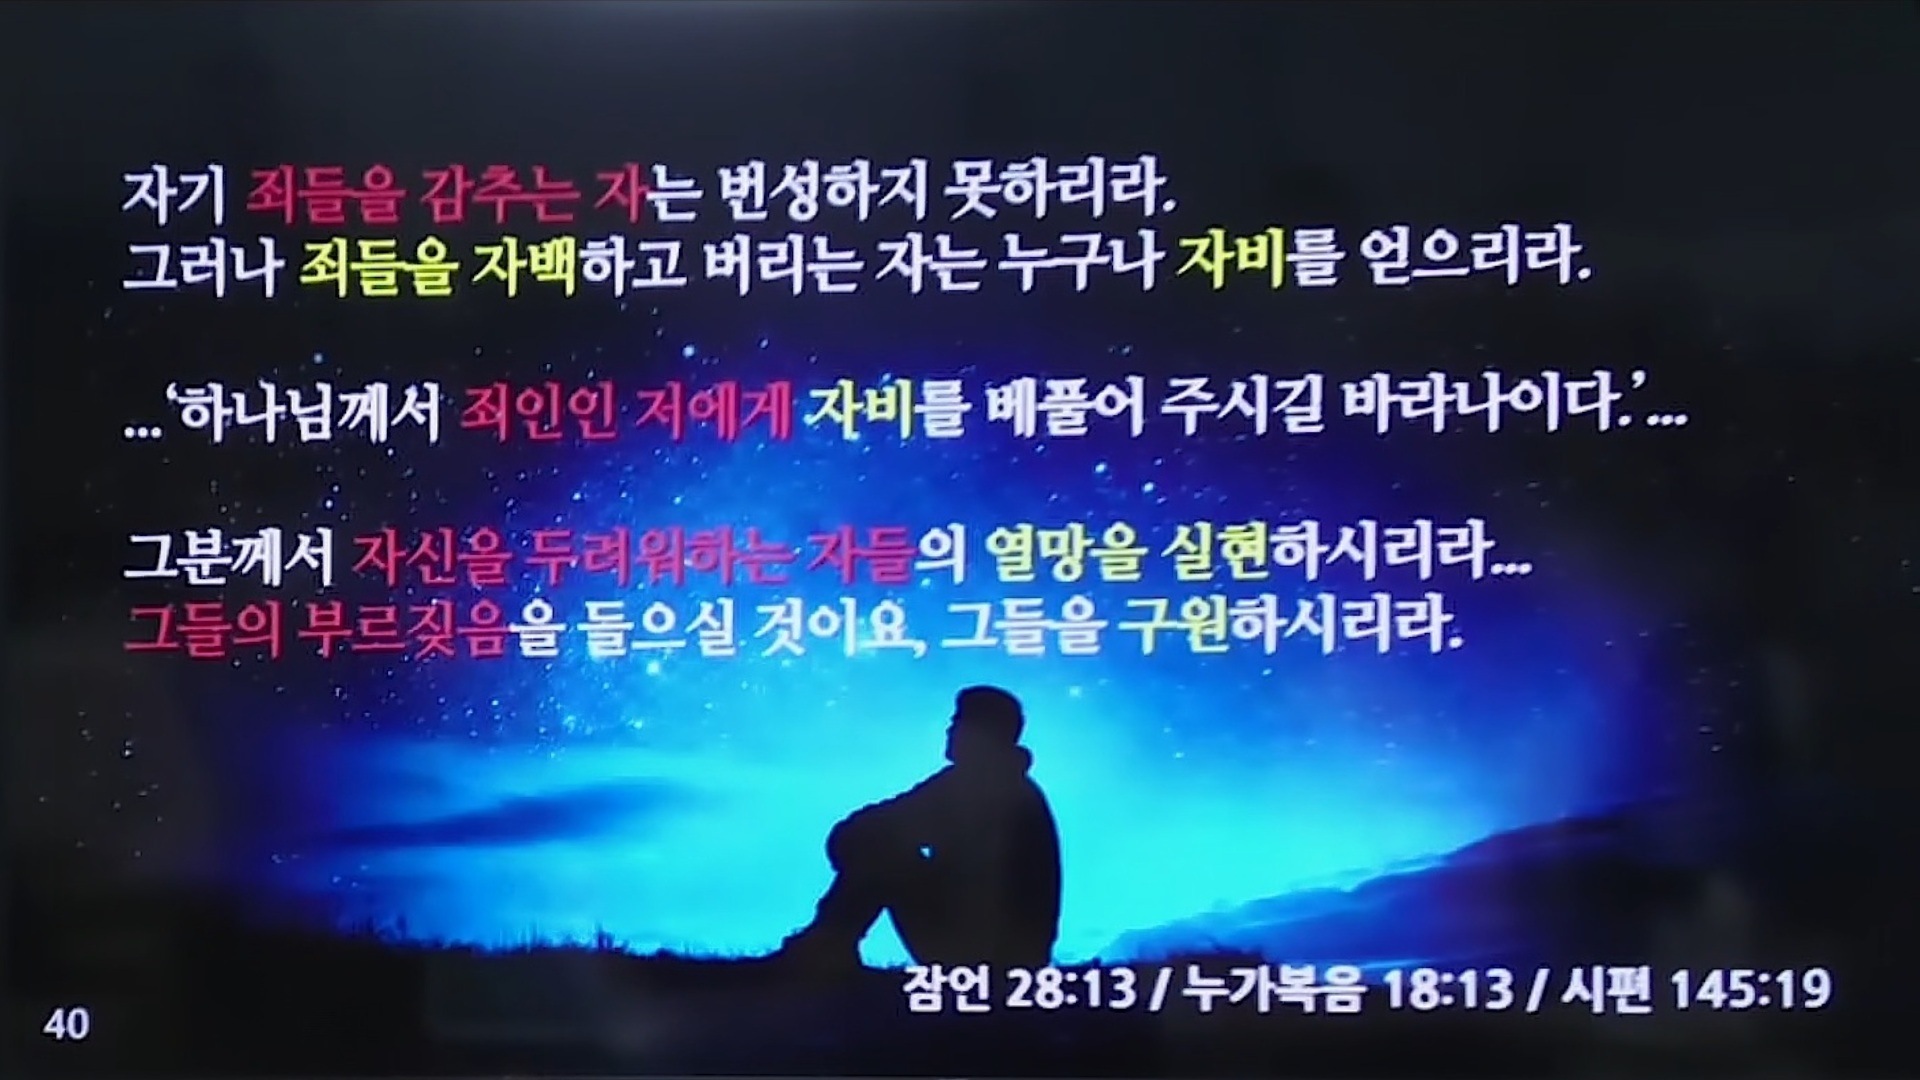 자기 죄들을 감추는 자는 번성하지 못하리라.
그러나 죄들을 자백하고 버리는 자는 누구나 자비를 얻으리라.
...‘하나님께서 죄인인 저에게 자비를 베풀어 주시길 바라나이다.’...
그분께서 자신을 두려워하는 자들의 열망을 실현하시리라...
그들의 부르짖음을 들으실 것이요, 그들을 구원하시리라.
잠언 28:13 / 누가복음 18:13 / 시편 145:19
40